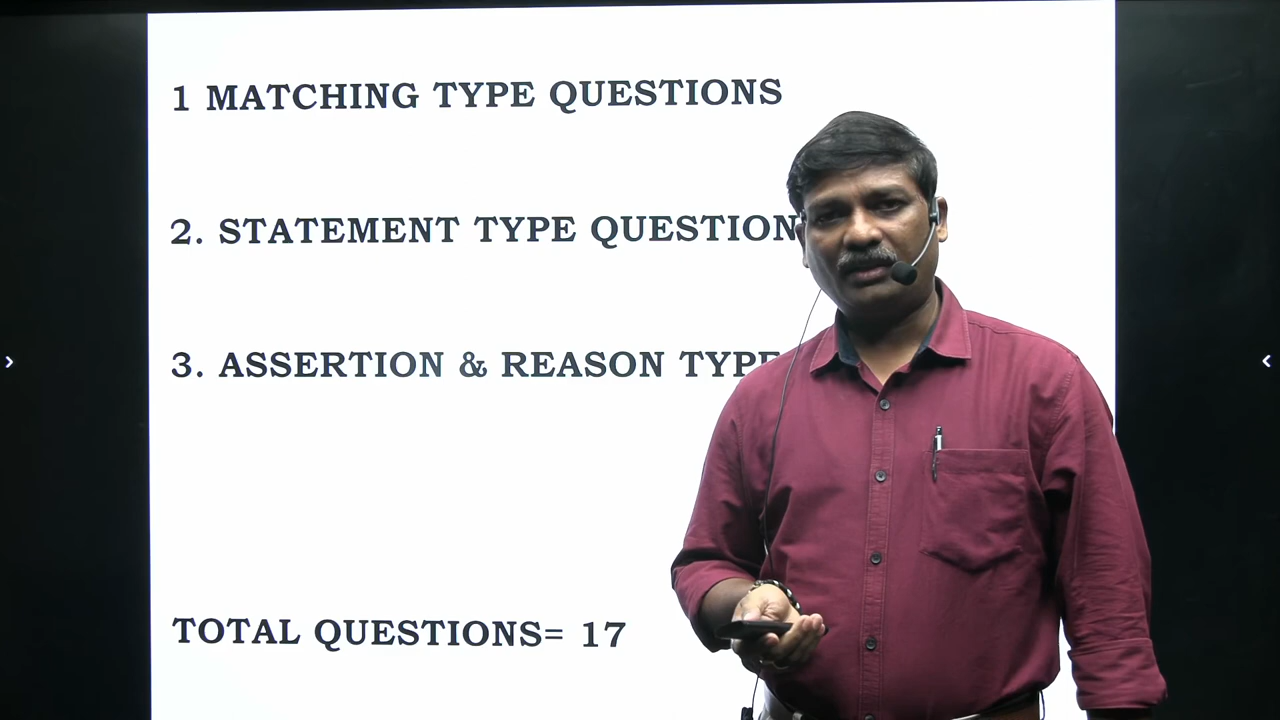 1 MATCHING TYPE QUESTIONS
2. STATEMENT TYPE QUESTION
3. ASSERTION & REASON TYPE
TOTAL QUESTIONS= 17